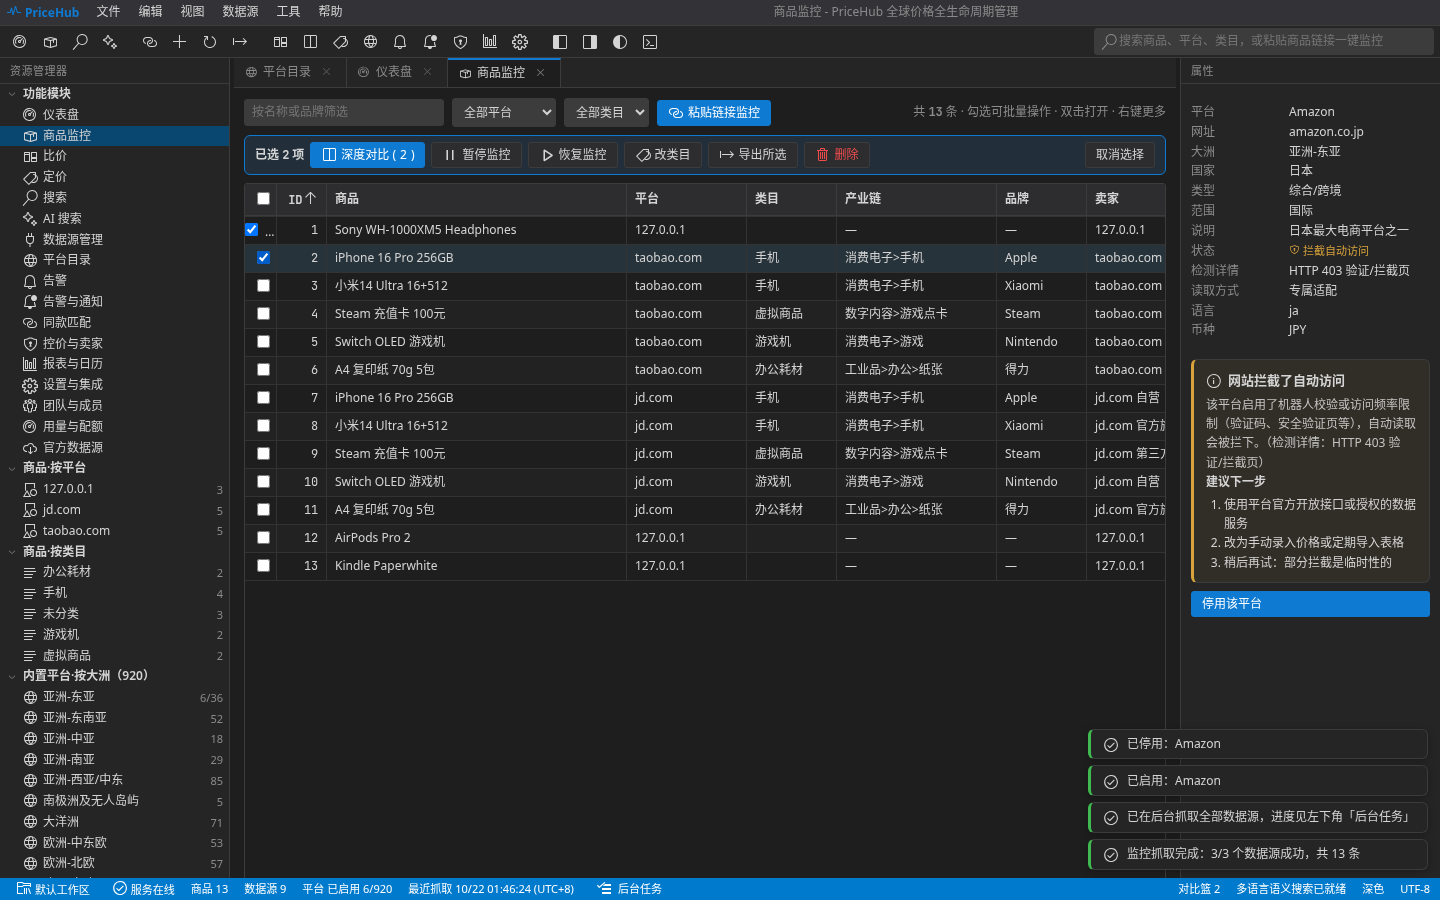 PriceHub 文件 编辑 视图 数据源 工具 帮助 商品监控 - PriceHub 全球价格全生命周期管理
搜索商品、平台、类目，或粘贴商品链接一键监控
资源管理器
功能模块
仪表盘
商品监控
比价
定价
搜索
AI 搜索
数据源管理
平台目录
告警
告警与通知
同款匹配
控价与卖家
报表与日历
设置与集成
团队与成员
用量与配额
官方数据源
商品·按平台
127.0.0.1 3
jd.com 5
taobao.com 5
商品·按类目
办公耗材 2
手机 4
未分类 3
游戏机 2
虚拟商品 2
内置平台·按大洲（920）
亚洲-东亚 6/36
亚洲-东南亚 52
亚洲-中亚 18
亚洲-南亚 29
亚洲-西亚/中东 85
南极洲及无人岛屿 5
大洋洲 71
欧洲-中东欧 53
欧洲-北欧 57
平台目录 仪表盘 商品监控
按名称或品牌筛选 全部平台 全部类目 粘贴链接监控 共 13 条 · 勾选可批量操作 · 双击打开 · 右键更多
已选 2 项 深度对比 ( 2 ) 暂停监控 恢复监控 改类目 导出所选 删除 取消选择
ID 商品 平台 类目 产业链 品牌 卖家
... 1 Sony WH-1000XM5 Headphones 127.0.0.1 — — 127.0.0.1
2 iPhone 16 Pro 256GB taobao.com 手机 消费电子>手机 Apple taobao.com
3 小米14 Ultra 16+512 taobao.com 手机 消费电子>手机 Xiaomi taobao.com
4 Steam 充值卡 100元 taobao.com 虚拟商品 数字内容>游戏点卡 Steam taobao.com
5 Switch OLED 游戏机 taobao.com 游戏机 消费电子>游戏 Nintendo taobao.com
6 A4 复印纸 70g 5包 taobao.com 办公耗材 工业品>办公>纸张 得力 taobao.com
7 iPhone 16 Pro 256GB jd.com 手机 消费电子>手机 Apple jd.com 自营
8 小米14 Ultra 16+512 jd.com 手机 消费电子>手机 Xiaomi jd.com 官方
9 Steam 充值卡 100元 jd.com 虚拟商品 数字内容>游戏点卡 Steam jd.com 第三
10 Switch OLED 游戏机 jd.com 游戏机 消费电子>游戏 Nintendo jd.com 自营
11 A4 复印纸 70g 5包 jd.com 办公耗材 工业品>办公>纸张 得力 jd.com 官方
12 AirPods Pro 2 127.0.0.1 — — 127.0.0.1
13 Kindle Paperwhite 127.0.0.1 — — 127.0.0.1
属性
平台 Amazon
网址 amazon.co.jp
大洲 亚洲-东亚
国家 日本
类型 综合/跨境
范围 国际
说明 日本最大电商平台之一
状态 拦截自动访问
检测详情 HTTP 403 验证/拦截页
读取方式 专属适配
语言 ja
币种 JPY
网站拦截了自动访问
该平台启用了机器人校验或访问频率限
制（验证码、安全验证页等），自动读取
会被拦下。（检测详情：HTTP 403 验
证/拦截页）
建议下一步
1. 使用平台官方开放接口或授权的数据
服务
2. 改为手动录入价格或定期导入表格
3. 稍后再试：部分拦截是临时性的
停用该平台
已停用：Amazon
已启用：Amazon
已在后台抓取全部数据源，进度见左下角「后台任务」
监控抓取完成：3/3 个数据源成功，共 13 条
默认工作区 服务在线 商品 13 数据源 9 平台 已启用 6/920 最近抓取 10/22 01:46:24 (UTC+8) 后台任务 对比篮 2 多语言语义搜索已就绪 深色 UTF-8